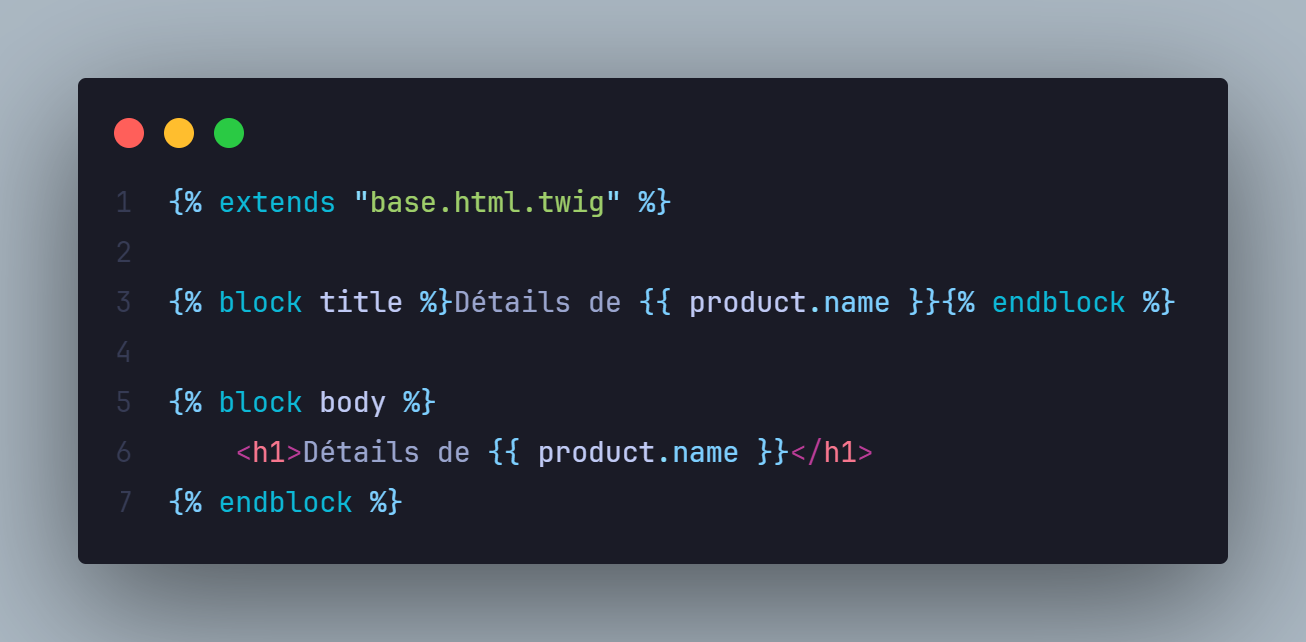 1 {% extends "base.html.twig" %}
2
3 {% block title %}Détails de {{ product.name }}{% endblock %}
4
5 {% block body %}
6     <h1>Détails de {{ product.name }}</h1>
7 {% endblock %}